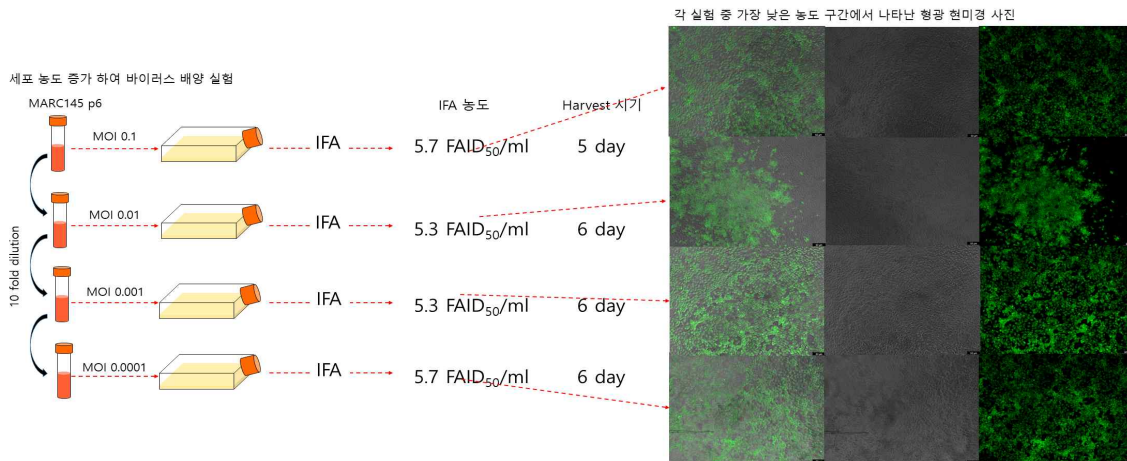 각 실험 중 가장 낮은 농도 구간에서 나타난 형광 현미경 사진
세포 농도 증가 하여 바이러스 배양 실험
MARC145 p6
IFA 농도
Harvest 시기
MOI 0.1
IFA
5.7 FAID50/ml
5 day
MOI 0.01
IFA
5.3 FAID50/ml
6 day
10 fold dilution
MOI 0.001
IFA
5.3 FAID50/ml
6 day
MOI 0.0001
IFA
5.7 FAID50/ml
6 day